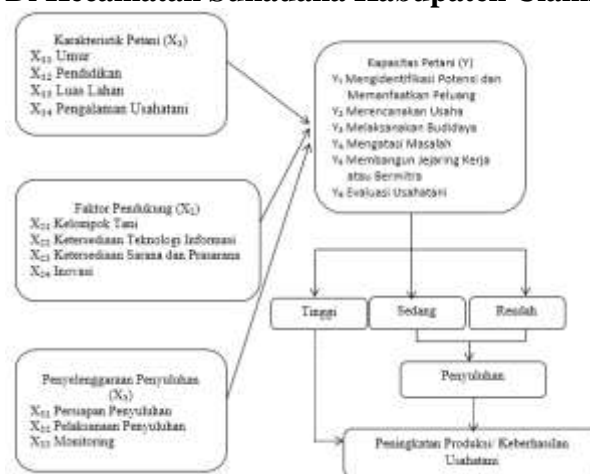 Di Kecamatan Sukadana Kabupaten Ciamis
Karakteristik Petani (X₁)
X₁₁ Umur
X₁₂ Pendidikan
X₁₃ Luas Lahan
X₁₄ Pengalaman Usahatani
Faktor Pendukung (X₂)
X₂₁ Kelompok Tani
X₂₂ Ketersediaan Teknologi Informasi
X₂₃ Ketersediaan Sarana dan Prasarana
X₂₄ Inovasi
Penyelenggaraan Penyuluhan
(X₃)
X₃₁ Persiapan Penyuluhan
X₃₂ Pelaksanaan Penyuluhan
X₃₃ Monitoring
Kapasitas Petani (Y)
Y₁ Mengidentifikasi Potensi dan
Memanfaatkan Peluang
Y₂ Merencanakan Usaha
Y₃ Melaksanakan Budidaya
Y₄ Mengatasi Masalah
Y₅ Membangun Jejaring Kerja
atau Bermitra
Y₆ Evaluasi Usahatani
Tinggi
Sedang
Rendah
Penyuluhan
Peningkatan Produksi/ Keberhasilan
Usahatani